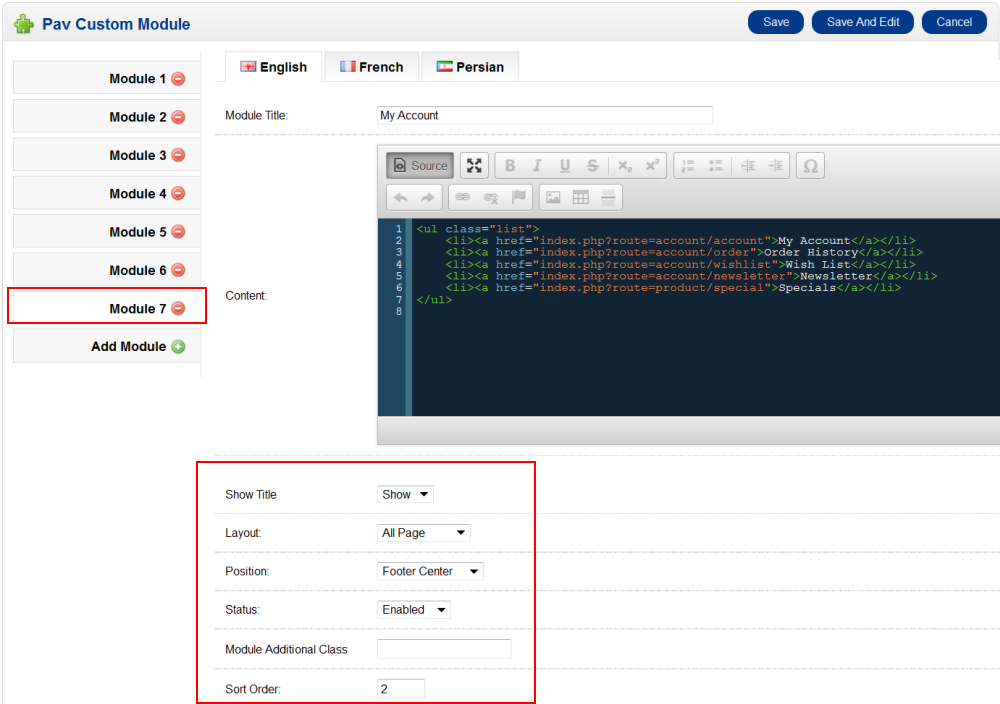 Pav Custom Module
Save
Save And Edit
Cancel
Module 1
Module 2
Module 3
Module 4
Module 5
Module 6
Module 7
Add Module
English
French
Persian
Module Title:
My Account
Content:
Source
B I U S x₂ x² Ω
1 <ul class="list">
2     <li><a href="index.php?route=account/account">My Account</a></li>
3     <li><a href="index.php?route=account/order">Order History</a></li>
4     <li><a href="index.php?route=account/wishlist">Wish List</a></li>
5     <li><a href="index.php?route=account/newsletter">Newsletter</a></li>
6     <li><a href="index.php?route=product/special">Specials</a></li>
7 </ul>
8
Show Title
Show
Layout:
All Page
Position:
Footer Center
Status:
Enabled
Module Additional Class
Sort Order:
2